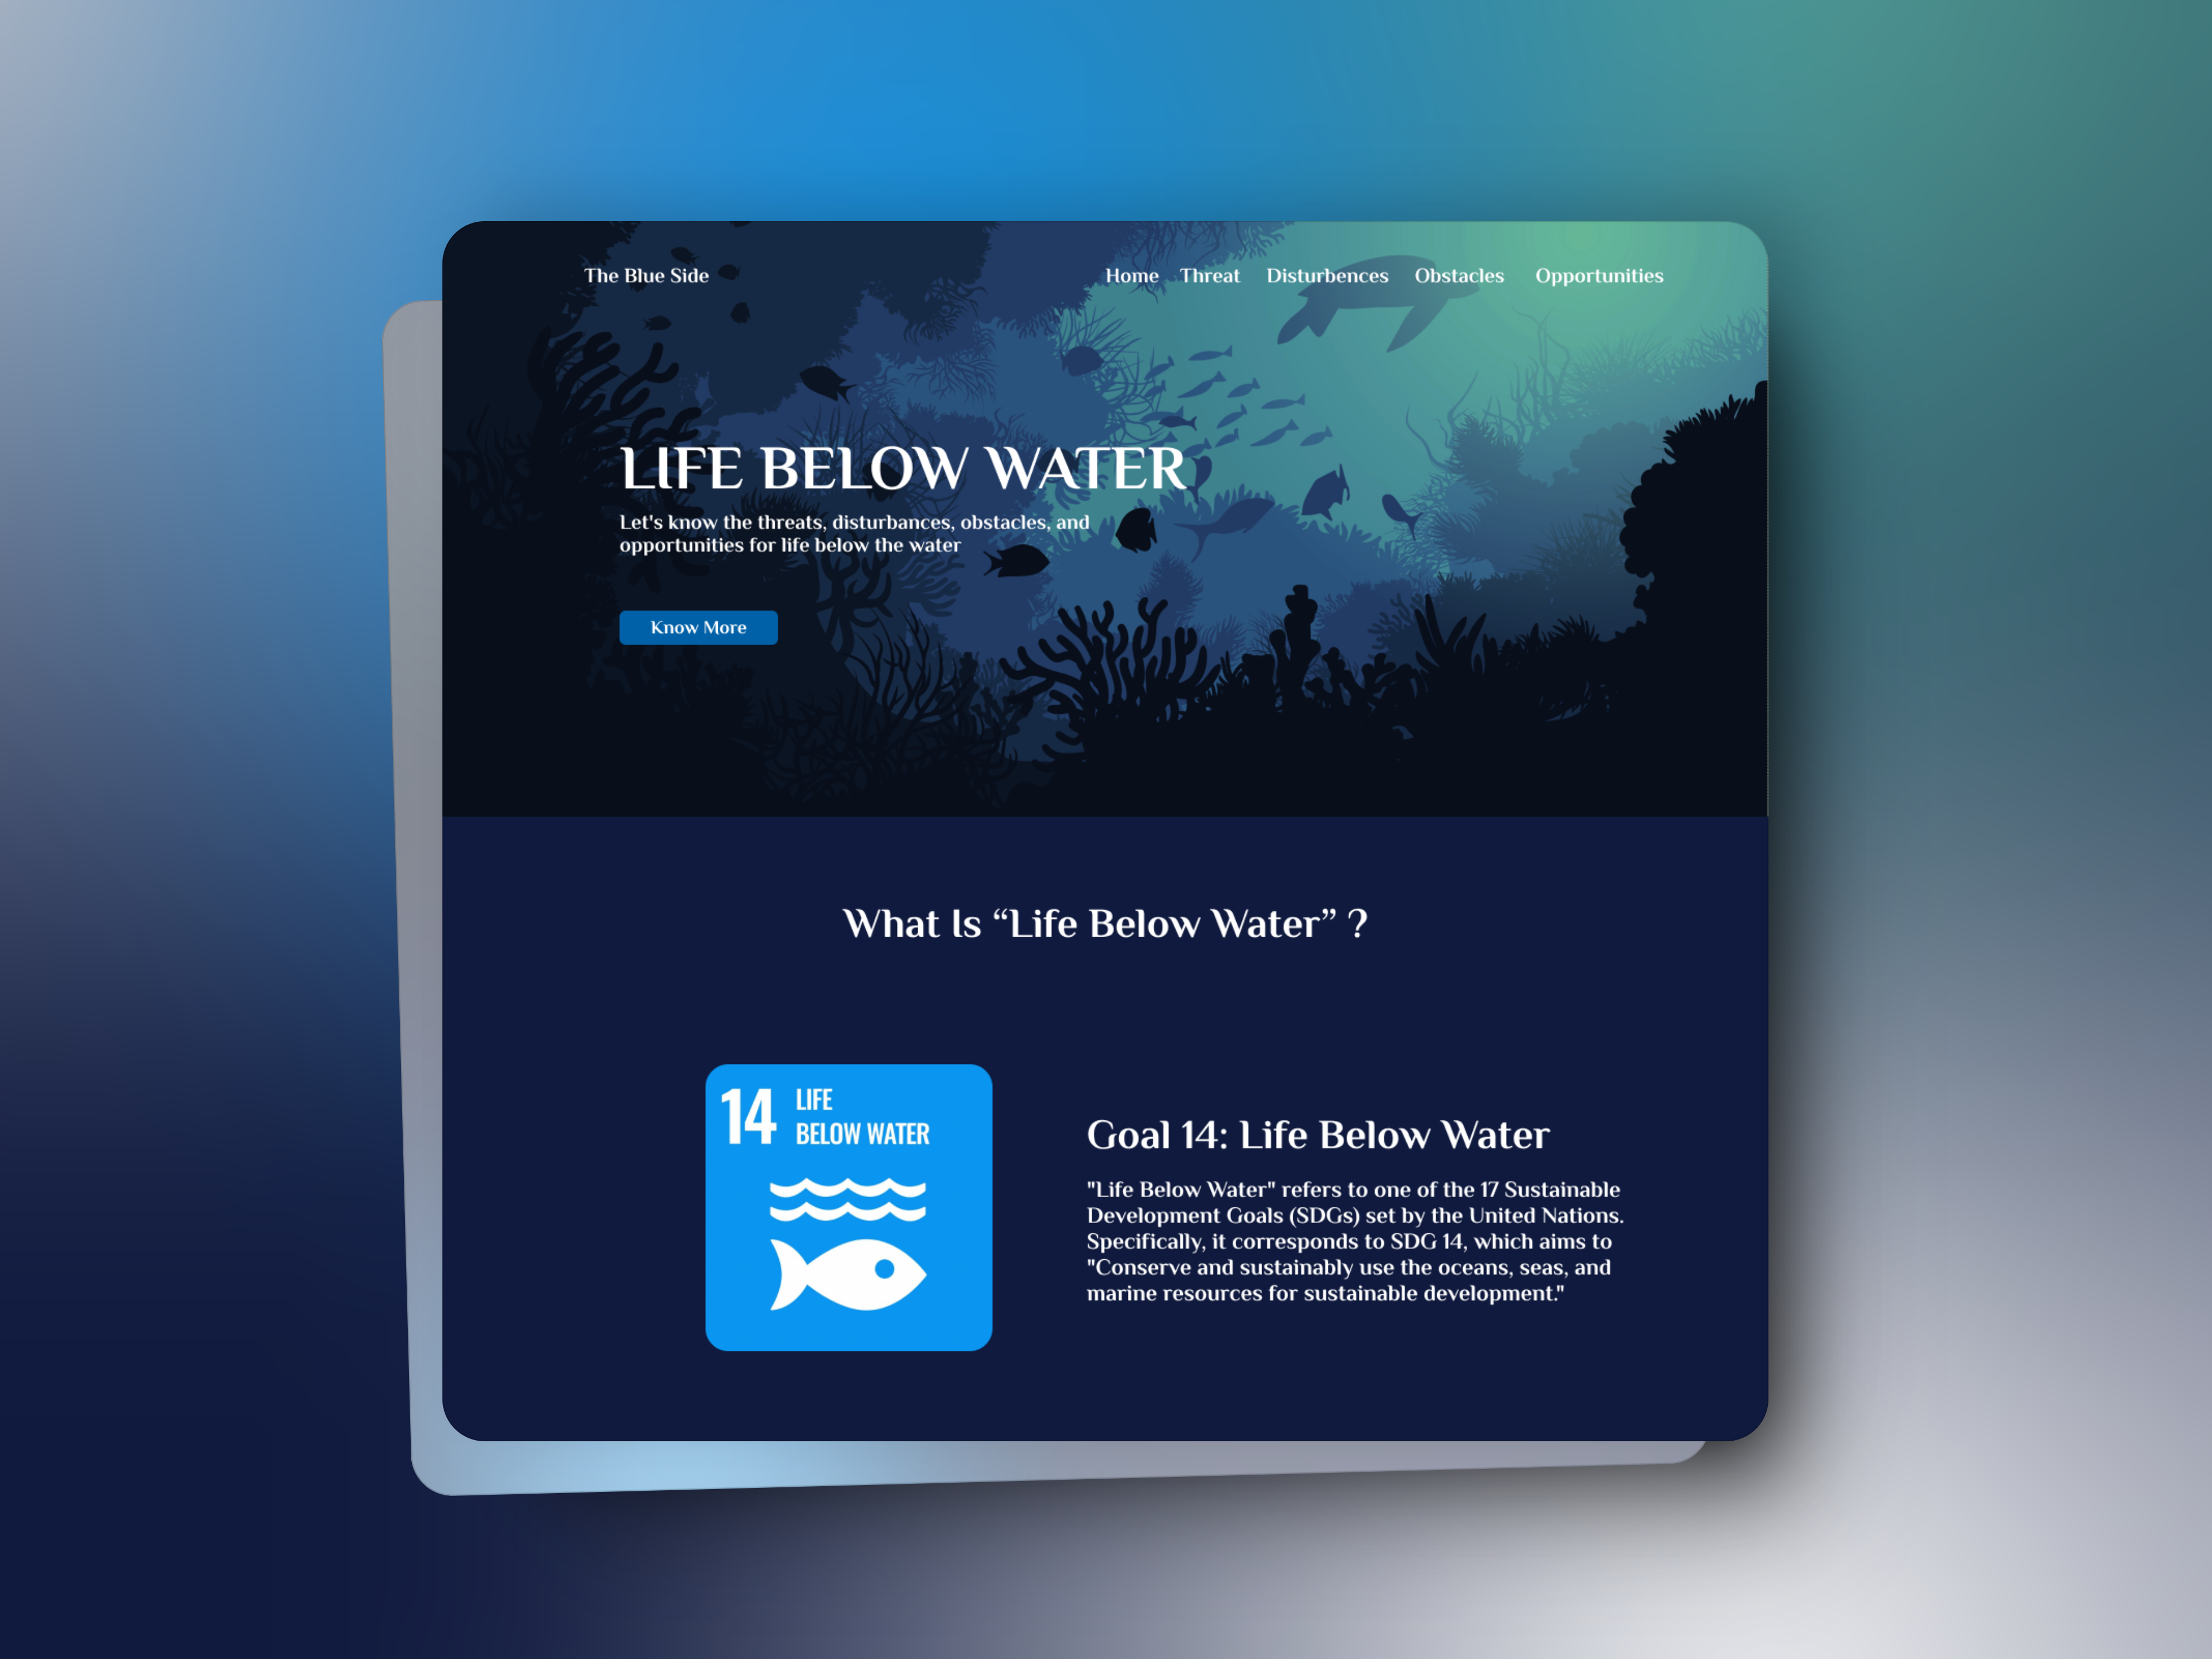 The Blue Side
Home Threat Disturbences Obstacles Opportunities
LIFE BELOW WATER
Let's know the threats, disturbances, obstacles, and
opportunities for life below the water
Know More
What Is “Life Below Water” ?
14 LIFE
BELOW WATER
Goal 14: Life Below Water
"Life Below Water" refers to one of the 17 Sustainable
Development Goals (SDGs) set by the United Nations.
Specifically, it corresponds to SDG 14, which aims to
"Conserve and sustainably use the oceans, seas, and
marine resources for sustainable development."